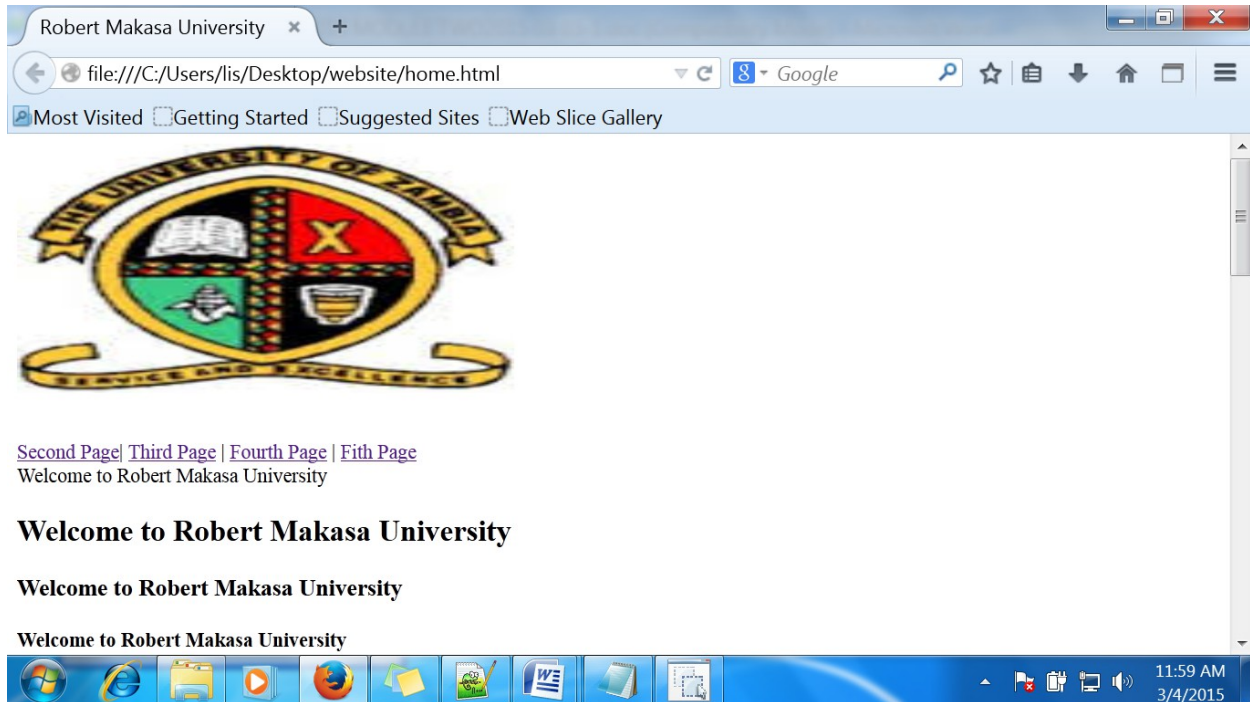 Robert Makasa University
file:///C:/Users/lis/Desktop/website/home.html
Google
Most Visited Getting Started Suggested Sites Web Slice Gallery
THE UNIVERSITY OF ZAMBIA
SERVICE AND EXCELLENCE
Second Page| Third Page | Fourth Page | Fith Page
Welcome to Robert Makasa University
Welcome to Robert Makasa University
Welcome to Robert Makasa University
Welcome to Robert Makasa University
11:59 AM
3/4/2015